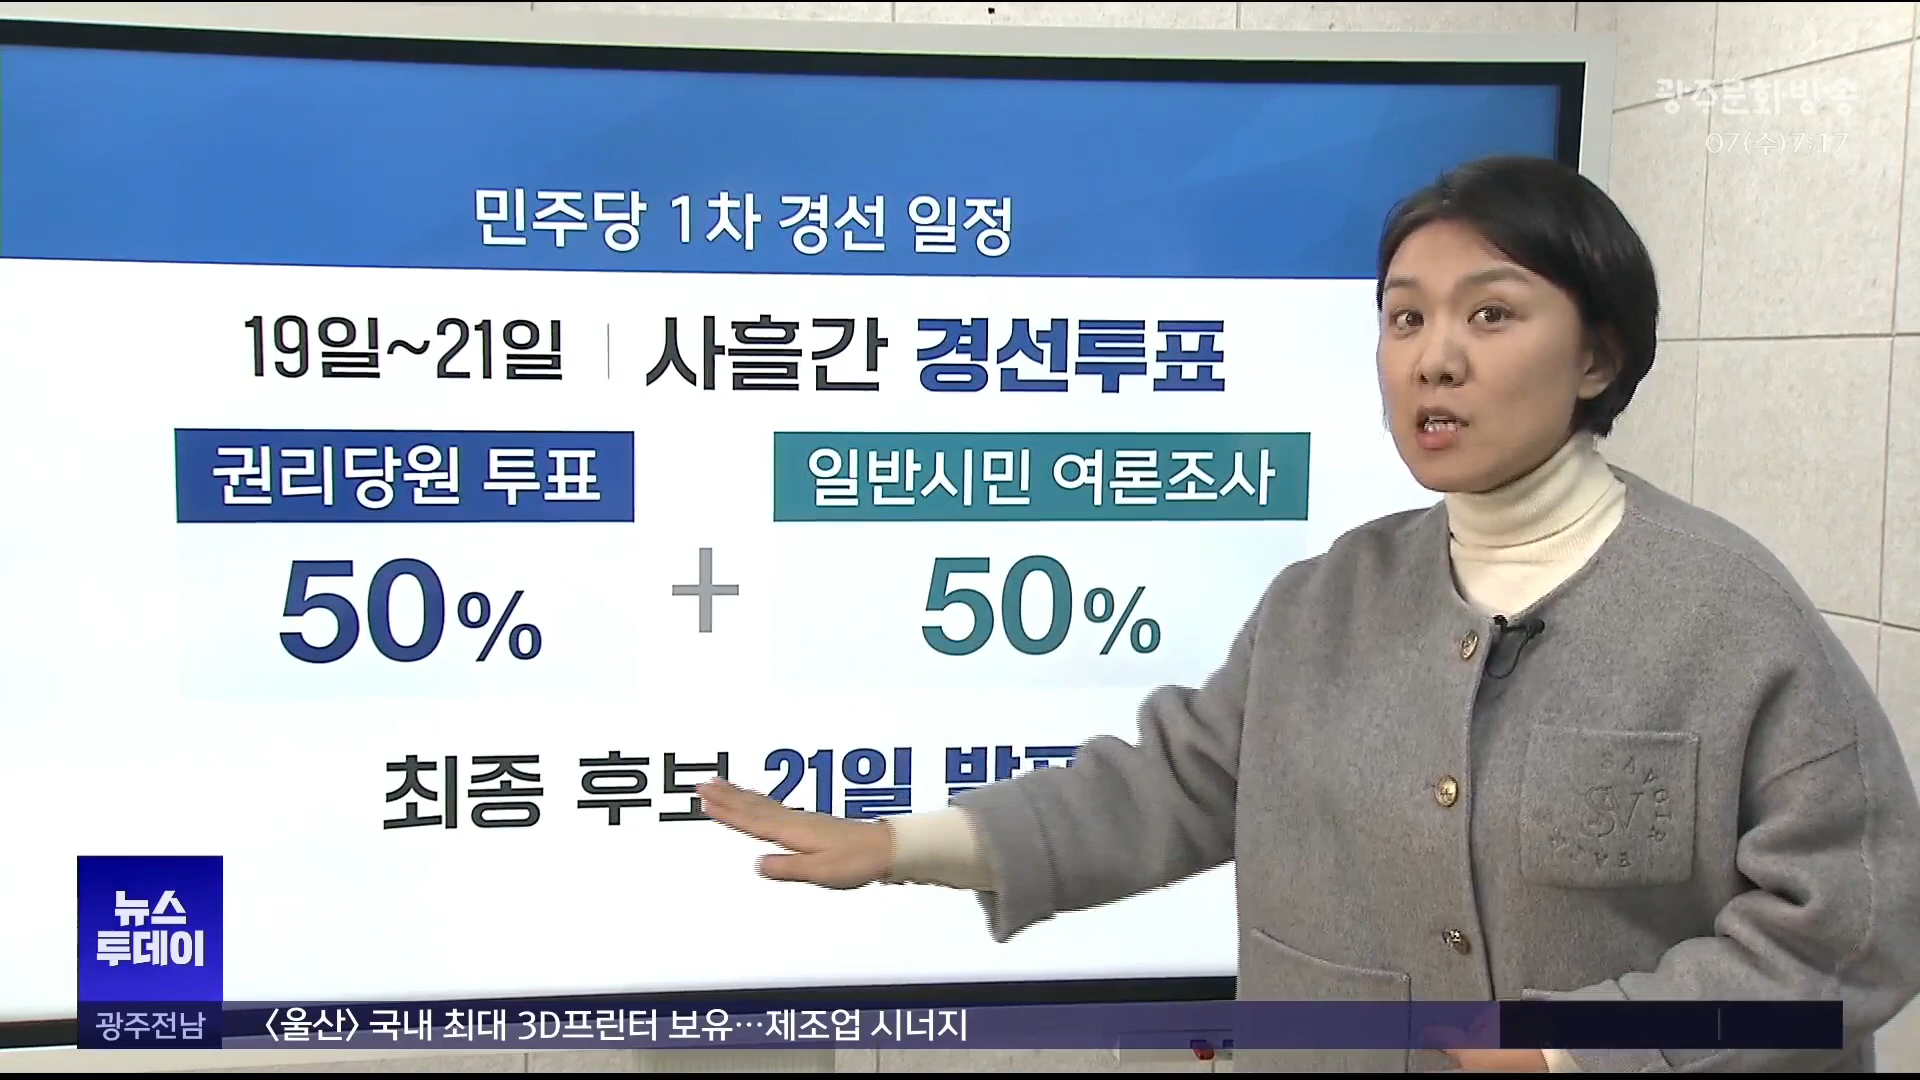 광주문화방송
07(수)7:17
민주당 1차 경선 일정
19일~21일 | 사흘간 경선투표
권리당원 투표
일반시민 여론조사
50% + 50%
최종 후보 21일 발표
SV
뉴스
투데이
광주전남
〈울산〉 국내 최대 3D프린터 보유…제조업 시너지